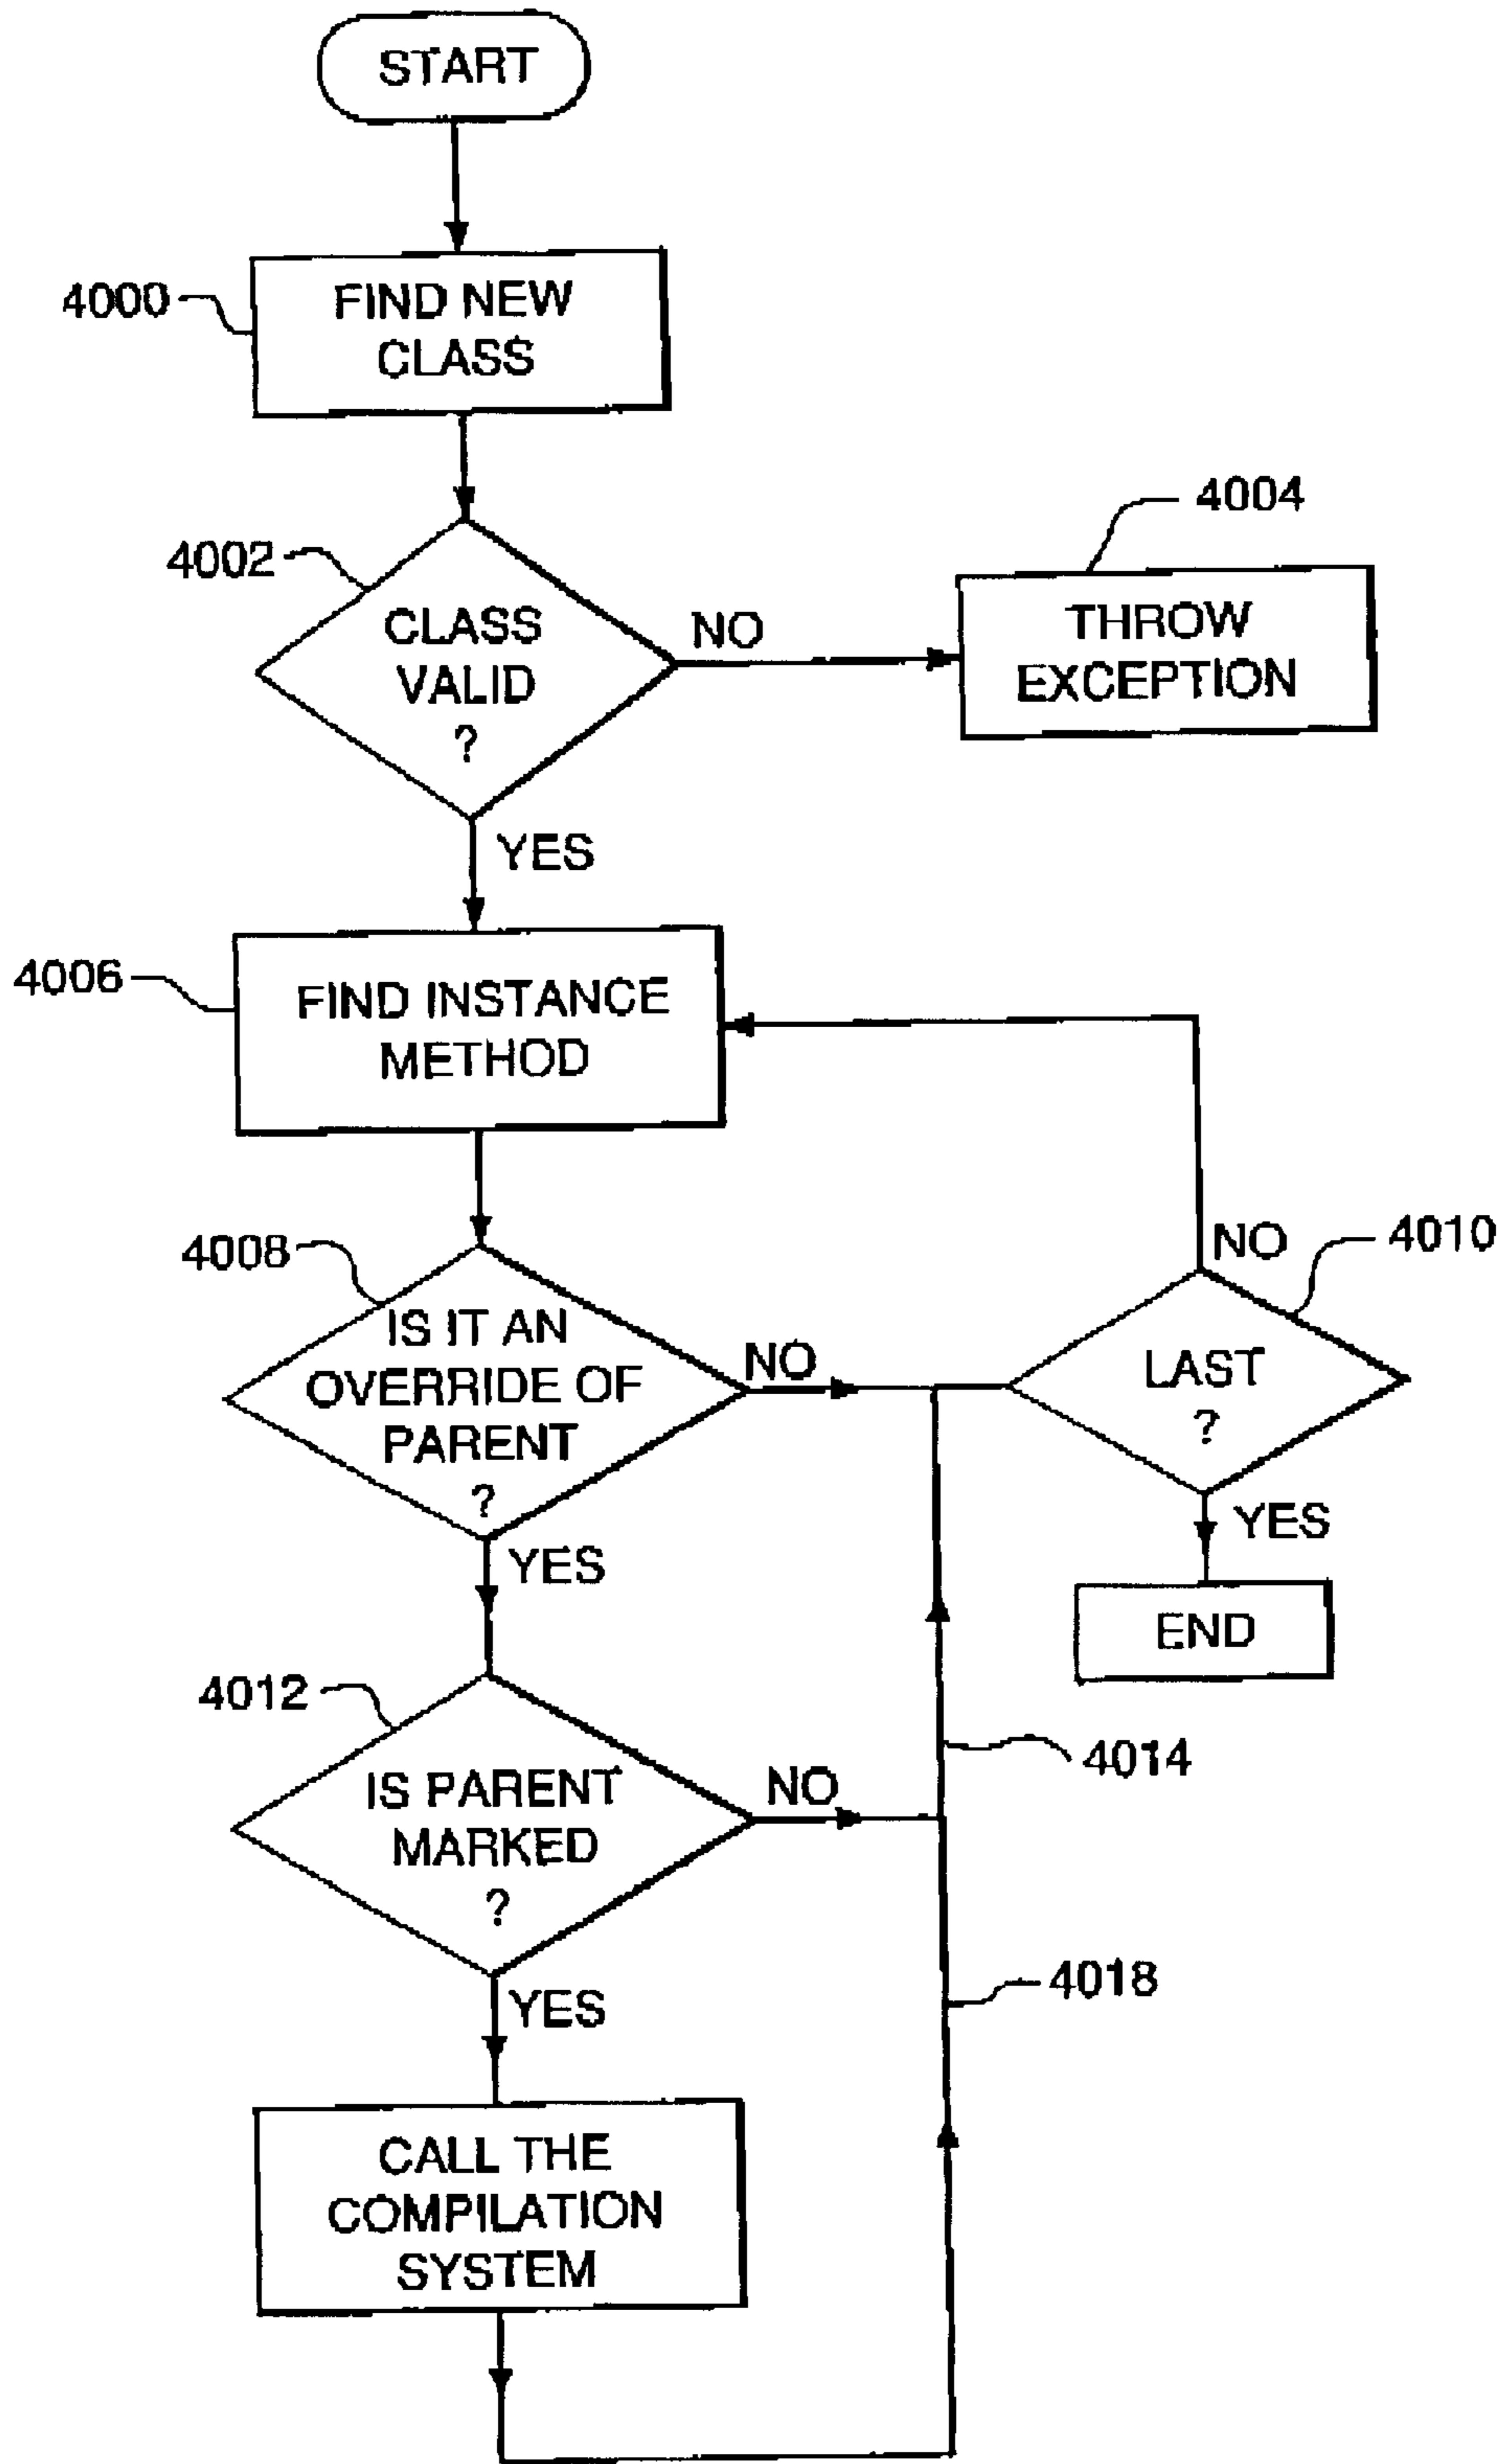 START
4000
FIND NEW
CLASS
4002
CLASS
VALID
?
NO
4004
THROW
EXCEPTION
YES
4006
FIND INSTANCE
METHOD
4008
IS IT AN
OVERRIDE OF
PARENT
?
NO
NO
4010
LAST
?
YES
END
YES
4012
IS PARENT
MARKED
?
NO
4014
4018
YES
CALL THE
COMPILATION
SYSTEM